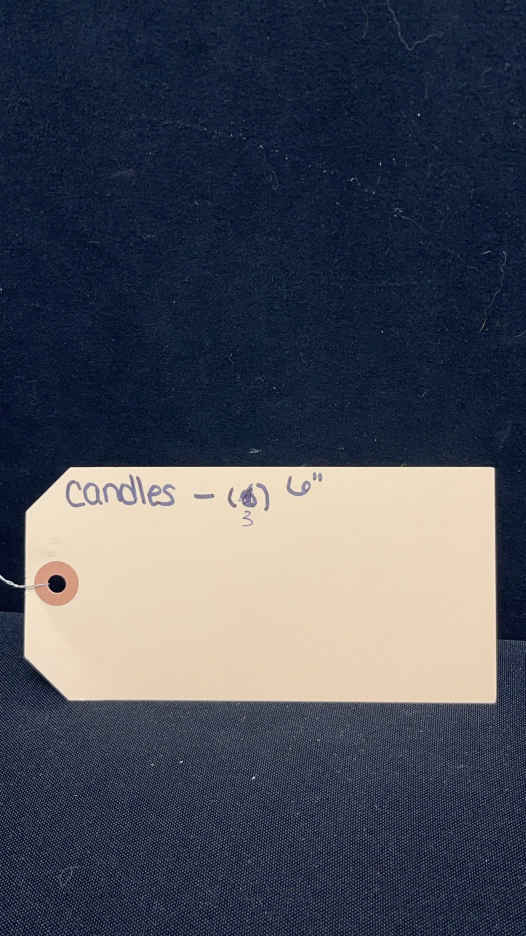 candles - ( ) 6"
3